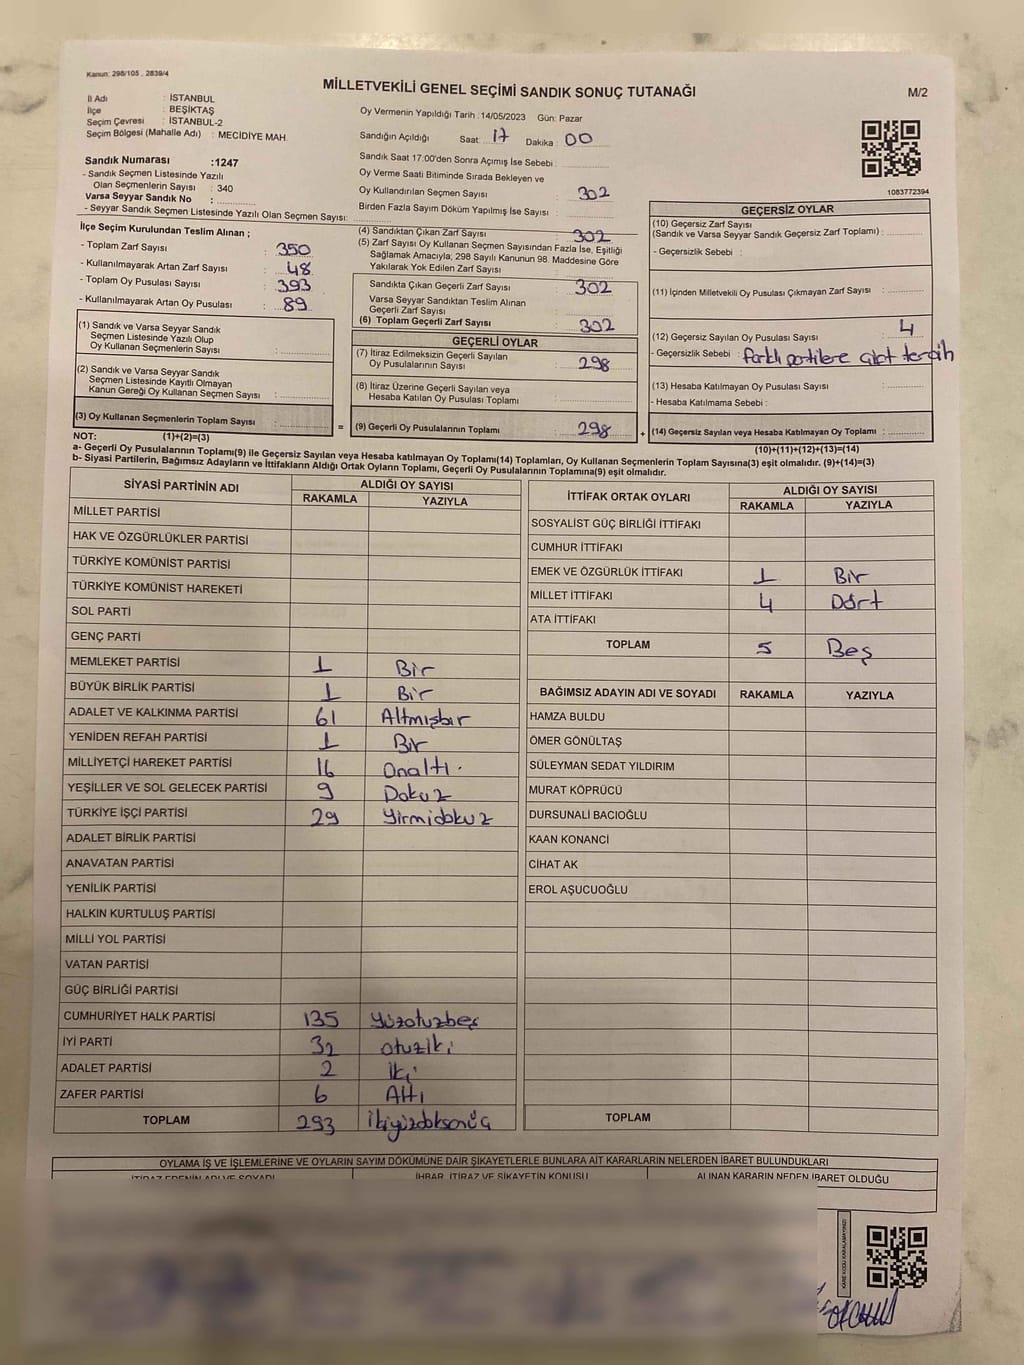 Kanun: 298/105 , 2839/4
MİLLETVEKİLİ GENEL SEÇİMİ SANDIK SONUÇ TUTANAĞI
M/2
İl Adı : İSTANBUL
İlçe : BEŞİKTAŞ
Seçim Çevresi : İSTANBUL-2
Seçim Bölgesi (Mahalle Adı) : MECİDİYE MAH.
Oy Vermenin Yapıldığı Tarih :14/05/2023 Gün: Pazar
Sandığın Açıldığı Saat: 17 Dakika: 00
Sandık Saat 17:00'den Sonra Açımış İse Sebebi :
Oy Verme Saati Bitiminde Sırada Bekleyen ve
Oy Kullandırılan Seçmen Sayısı : 302
Birden Fazla Sayım Döküm Yapılmış İse Sayısı :
1083772394
Sandık Numarası :1247
- Sandık Seçmen Listesinde Yazılı
Olan Seçmenlerin Sayısı : 340
Varsa Seyyar Sandık No :
- Seyyar Sandık Seçmen Listesinde Yazılı Olan Seçmen Sayısı:
İlçe Seçim Kurulundan Teslim Alınan ;
- Toplam Zarf Sayısı : 350
- Kullanılmayarak Artan Zarf Sayısı : 48
- Toplam Oy Pusulası Sayısı : 393
- Kullanılmayarak Artan Oy Pusulası : 89
(1) Sandık ve Varsa Seyyar Sandık
Seçmen Listesinde Yazılı Olup
Oy Kullanan Seçmenlerin Sayısı :
(2) Sandık ve Varsa Seyyar Sandık
Seçmen Listesinde Kayıtlı Olmayan
Kanun Gereği Oy Kullanan Seçmen Sayısı :
(3) Oy Kullanan Seçmenlerin Toplam Sayısı :
(1)+(2)=(3)
(4) Sandıktan Çıkan Zarf Sayısı : 302
(5) Zarf Sayısı Oy Kullanan Seçmen Sayısından Fazla İse, Eşitliği
Sağlamak Amacıyla; 298 Sayılı Kanunun 98. Maddesine Göre
Yakılarak Yok Edilen Zarf Sayısı :
Sandıkta Çıkan Geçerli Zarf Sayısı : 302
Varsa Seyyar Sandıktan Teslim Alınan
Geçerli Zarf Sayısı :
(6) Toplam Geçerli Zarf Sayısı : 302
GEÇERLİ OYLAR
(7) İtiraz Edilmeksizin Geçerli Sayılan
Oy Pusulalarının Sayısı : 298
(8) İtiraz Üzerine Geçerli Sayılan veya
Hesaba Katılan Oy Pusulası Toplamı :
= (9) Geçerli Oy Pusulalarının Toplamı : 298 +
GEÇERSİZ OYLAR
(10) Geçersiz Zarf Sayısı
(Sandık ve Varsa Seyyar Sandık Geçersiz Zarf Toplamı) :
- Geçersizlik Sebebi :
(11) İçinden Milletvekili Oy Pusulası Çıkmayan Zarf Sayısı :
(12) Geçersiz Sayılan Oy Pusulası Sayısı : 4
- Geçersizlik Sebebi : farklı partilere ait tercih
(13) Hesaba Katılmayan Oy Pusulası Sayısı :
- Hesaba Katılmama Sebebi :
(14) Geçersiz Sayılan veya Hesaba Katılmayan Oy Toplamı :
(10)+(11)+(12)+(13)=(14)
NOT:
a- Geçerli Oy Pusulalarının Toplamı(9) ile Geçersiz Sayılan veya Hesaba katılmayan Oy Toplamı(14) Toplamları, Oy Kullanan Seçmenlerin Toplam Sayısına(3) eşit olmalıdır. (9)+(14)=(3)
b- Siyasi Partilerin, Bağımsız Adayların ve İttifakların Aldığı Ortak Oyların Toplamı, Geçerli Oy Pusulalarının Toplamına(9) eşit olmalıdır.
SİYASİ PARTİNİN ADI ALDIĞI OY SAYISI
RAKAMLA YAZIYLA
MİLLET PARTİSİ
HAK VE ÖZGÜRLÜKLER PARTİSİ
TÜRKİYE KOMÜNİST PARTİSİ
TÜRKİYE KOMÜNİST HAREKETİ
SOL PARTİ
GENÇ PARTİ
MEMLEKET PARTİSİ 1 Bir
BÜYÜK BİRLİK PARTİSİ 1 Bir
ADALET VE KALKINMA PARTİSİ 61 Altmışbir
YENİDEN REFAH PARTİSİ 1 Bir
MİLLİYETÇİ HAREKET PARTİSİ 16 Onaltı.
YEŞİLLER VE SOL GELECEK PARTİSİ 9 Dokuz
TÜRKİYE İŞÇİ PARTİSİ 29 Yirmidokuz
ADALET BİRLİK PARTİSİ
ANAVATAN PARTİSİ
YENİLİK PARTİSİ
HALKIN KURTULUŞ PARTİSİ
MİLLİ YOL PARTİSİ
VATAN PARTİSİ
GÜÇ BİRLİĞİ PARTİSİ
CUMHURİYET HALK PARTİSİ 135 Yüzotuzbeş
İYİ PARTİ 32 otuziki
ADALET PARTİSİ 2 İki
ZAFER PARTİSİ 6 Altı
TOPLAM 293 ikiyüzdoksanüç
İTTİFAK ORTAK OYLARI ALDIĞI OY SAYISI
RAKAMLA YAZIYLA
SOSYALİST GÜÇ BİRLİĞİ İTTİFAKI
CUMHUR İTTİFAKI
EMEK VE ÖZGÜRLÜK İTTİFAKI 1 Bir
MİLLET İTTİFAKI 4 Dört
ATA İTTİFAKI
TOPLAM 5 Beş
BAĞIMSIZ ADAYIN ADI VE SOYADI RAKAMLA YAZIYLA
HAMZA BULDU
ÖMER GÖNÜLTAŞ
SÜLEYMAN SEDAT YILDIRIM
MURAT KÖPRÜCÜ
DURSUNALİ BACIOĞLU
KAAN KONANCİ
CİHAT AK
EROL AŞUCUOĞLU
TOPLAM
OYLAMA İŞ VE İŞLEMLERİNE VE OYLARIN SAYIM DÖKÜMÜNE DAİR ŞİKAYETLERLE BUNLARA AİT KARARLARIN NELERDEN İBARET BULUNDUKLARI
İTİRAZ EDENİN ADI VE SOYADI İHBAR, İTİRAZ VE ŞİKAYETİN KONUSU ALINAN KARARIN NEDEN İBARET OLDUĞU